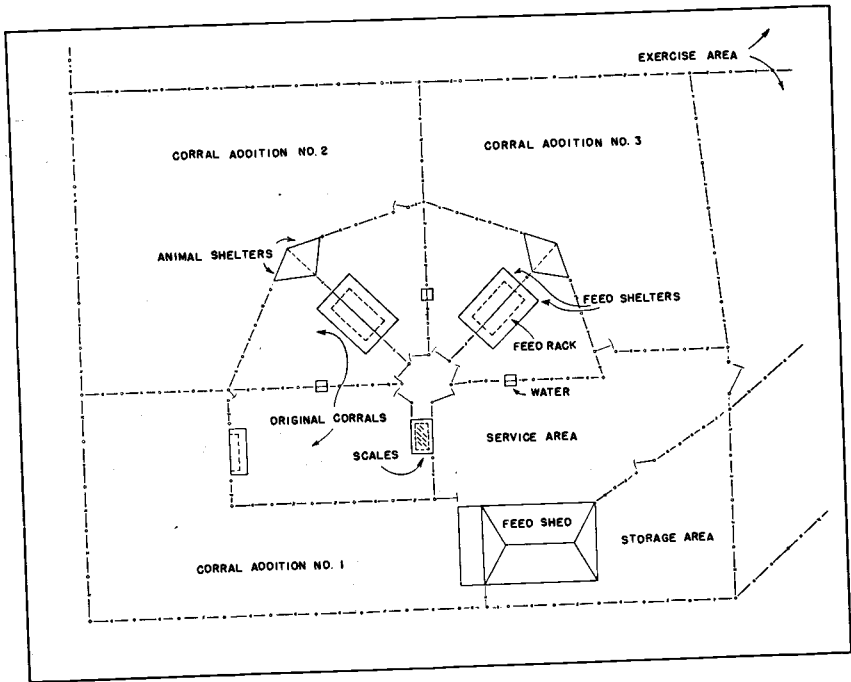 EXERCISE AREA
CORRAL ADDITION NO. 2
CORRAL ADDITION NO. 3
ANIMAL SHELTERS
FEED SHELTERS
FEED RACK
WATER
ORIGINAL CORRALS
SERVICE AREA
SCALES
FEED SHED
STORAGE AREA
CORRAL ADDITION NO. 1